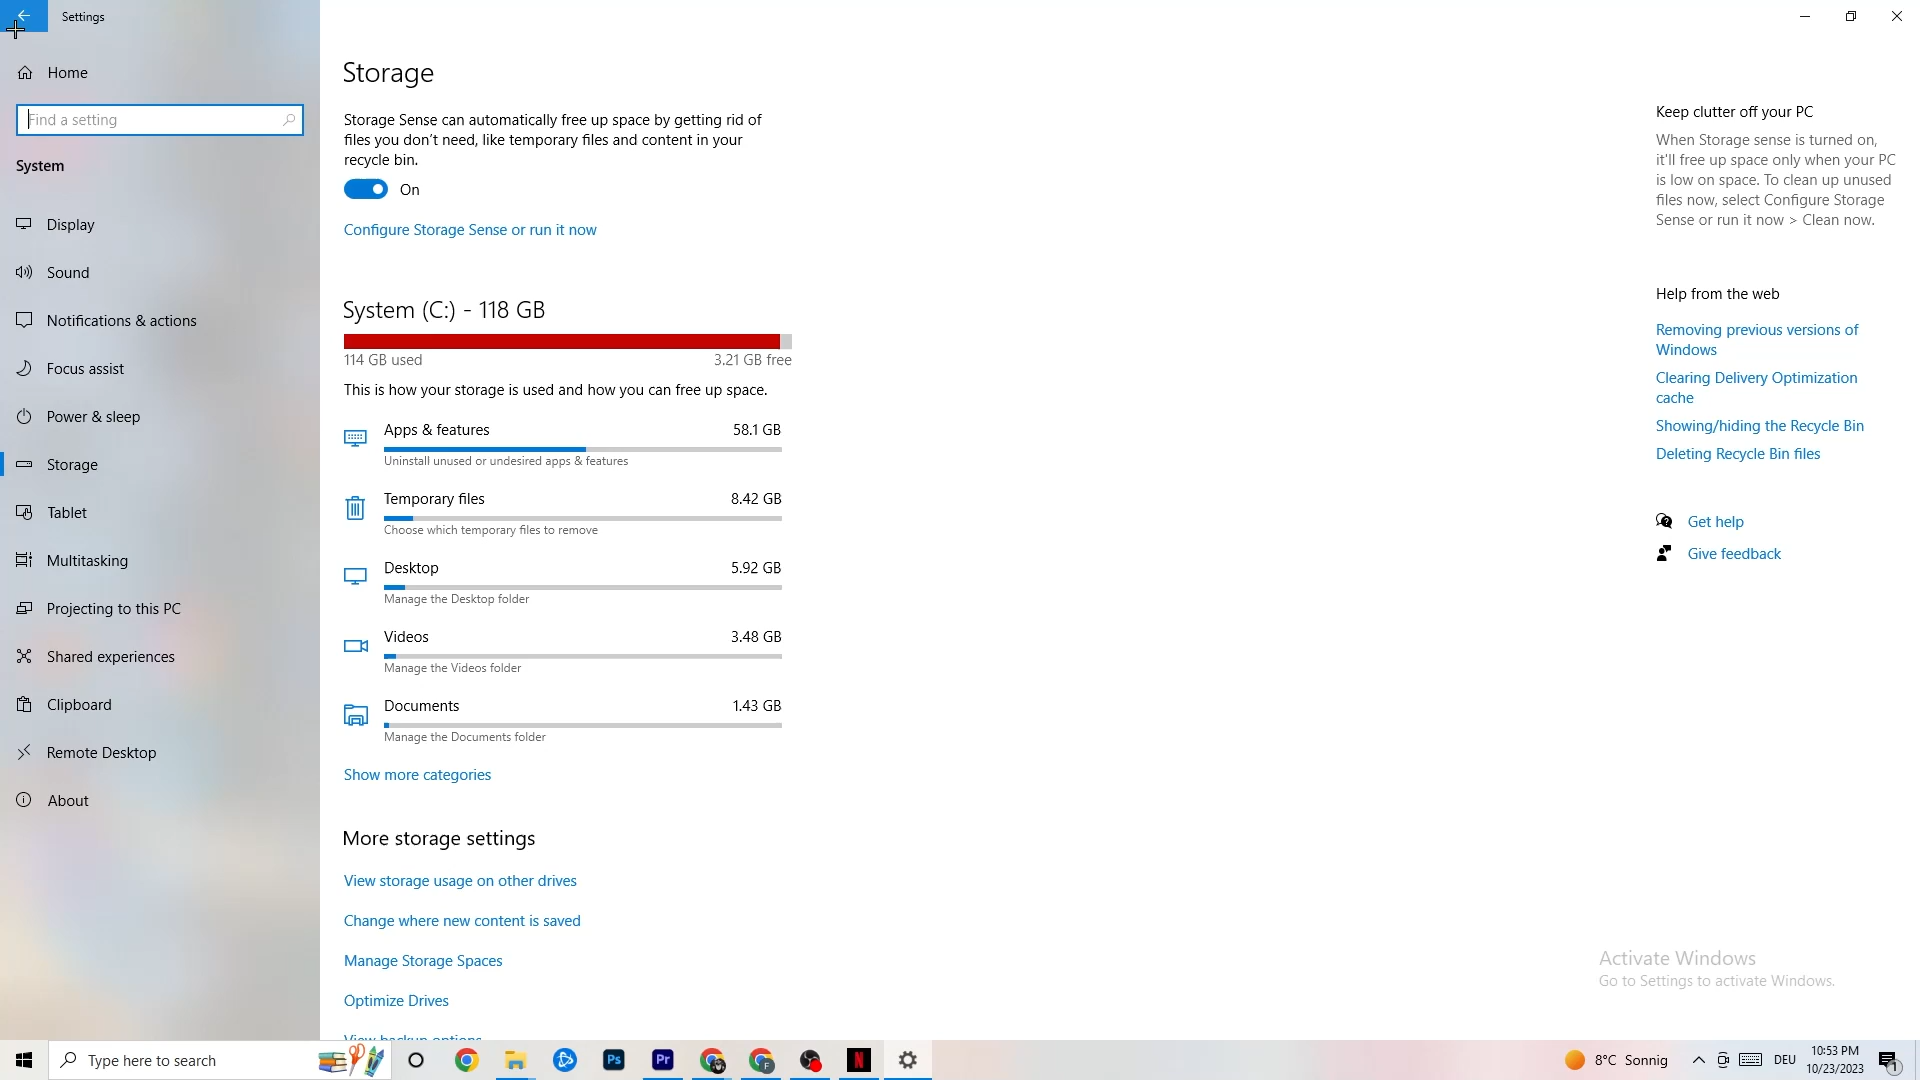 Settings
Home
Find a setting
System
Display
Sound
Notifications & actions
Focus assist
Power & sleep
Storage
Tablet
Multitasking
Projecting to this PC
Shared experiences
Clipboard
Remote Desktop
About
Storage
Storage Sense can automatically free up space by getting rid of
files you don't need, like temporary files and content in your
recycle bin.
On
Configure Storage Sense or run it now
System (C:) - 118 GB
114 GB used 3.21 GB free
This is how your storage is used and how you can free up space.
Apps & features 58.1 GB
Uninstall unused or undesired apps & features
Temporary files 8.42 GB
Choose which temporary files to remove
Desktop 5.92 GB
Manage the Desktop folder
Videos 3.48 GB
Manage the Videos folder
Documents 1.43 GB
Manage the Documents folder
Show more categories
More storage settings
View storage usage on other drives
Change where new content is saved
Manage Storage Spaces
Optimize Drives
View backup options
Keep clutter off your PC
When Storage sense is turned on,
it'll free up space only when your PC
is low on space. To clean up unused
files now, select Configure Storage
Sense or run it now > Clean now.
Help from the web
Removing previous versions of
Windows
Clearing Delivery Optimization
cache
Showing/hiding the Recycle Bin
Deleting Recycle Bin files
Get help
Give feedback
Activate Windows
Go to Settings to activate Windows.
Type here to search
Ps
Pr
F
N
8°C Sonnig
DEU
10:53 PM
10/23/2023
1